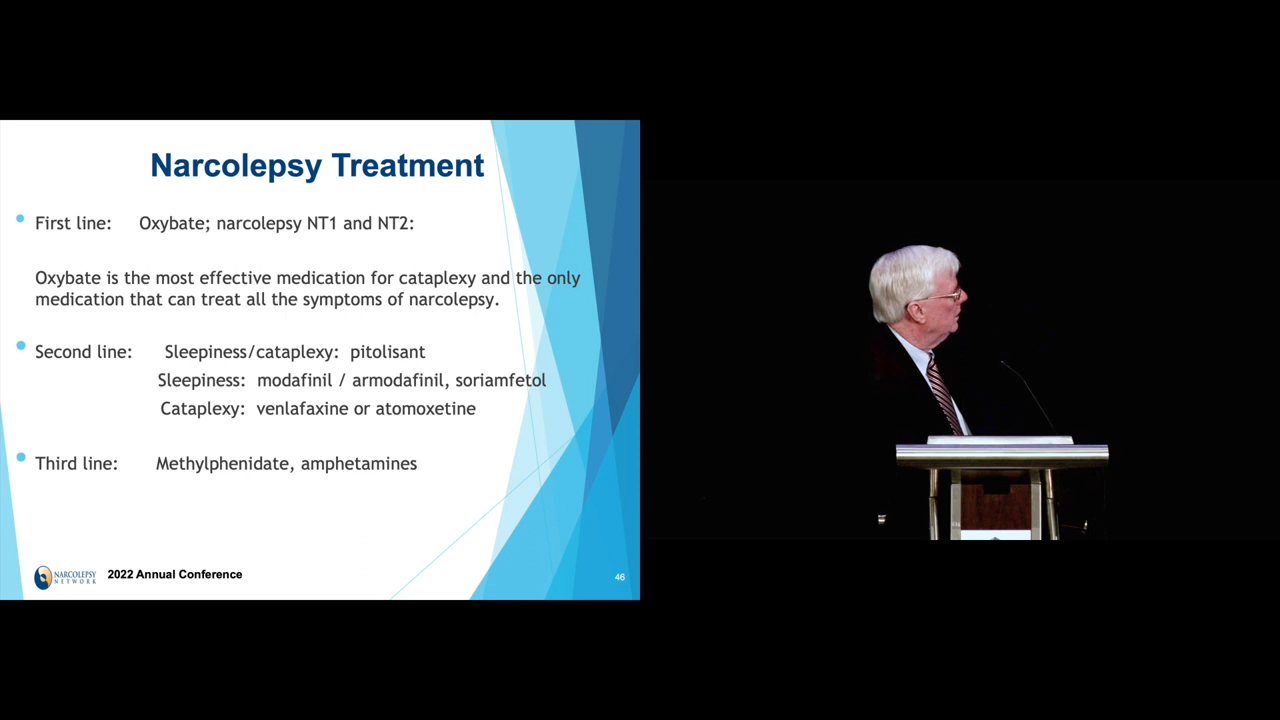 Narcolepsy Treatment
First line: Oxybate; narcolepsy NT1 and NT2:
Oxybate is the most effective medication for cataplexy and the only
medication that can treat all the symptoms of narcolepsy.
Second line: Sleepiness/cataplexy: pitolisant
Sleepiness: modafinil / armodafinil, soriamfetol
Cataplexy: venlafaxine or atomoxetine
Third line: Methylphenidate, amphetamines
NARCOLEPSY
NETWORK
2022 Annual Conference
46